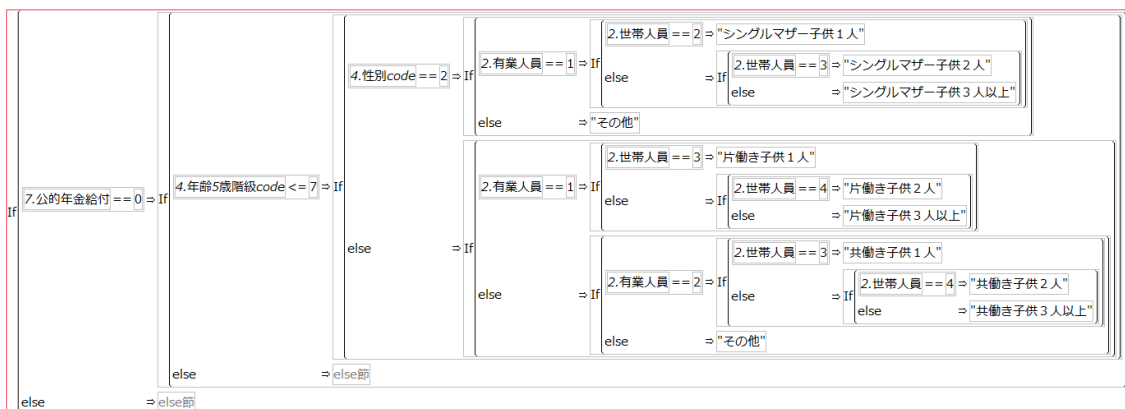 2.世帯人員 == 2 ⇒ "シングルマザー子供１人"
2.有業人員 == 1 ⇒ If
else ⇒ If
2.世帯人員 == 3 ⇒ "シングルマザー子供２人"
else ⇒ "シングルマザー子供３人以上"
4.性別code == 2 ⇒ If
else ⇒ "その他"
2.世帯人員 == 3 ⇒ "片働き子供１人"
2.有業人員 == 1 ⇒ If
else ⇒ If
2.世帯人員 == 4 ⇒ "片働き子供２人"
else ⇒ "片働き子供３人以上"
If
7.公的年金給付 == 0 ⇒ If
4.年齢5歳階級code <= 7 ⇒ If
else ⇒ If
2.世帯人員 == 3 ⇒ "共働き子供１人"
else ⇒ If
2.有業人員 == 2 ⇒ If
else ⇒ If
2.世帯人員 == 4 ⇒ "共働き子供２人"
else ⇒ "共働き子供３人以上"
else ⇒ "その他"
else ⇒ else節
else ⇒ else節